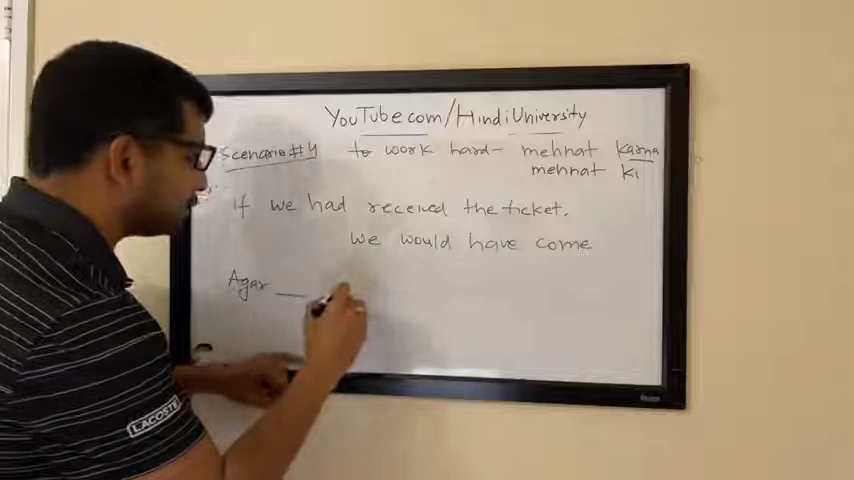 YouTube.com/HindiUniversity
Scenario #4 to work hard - mehnat karna
mehnat ki
if we had received the ticket,
we would have come
Agar __
LACOSTE